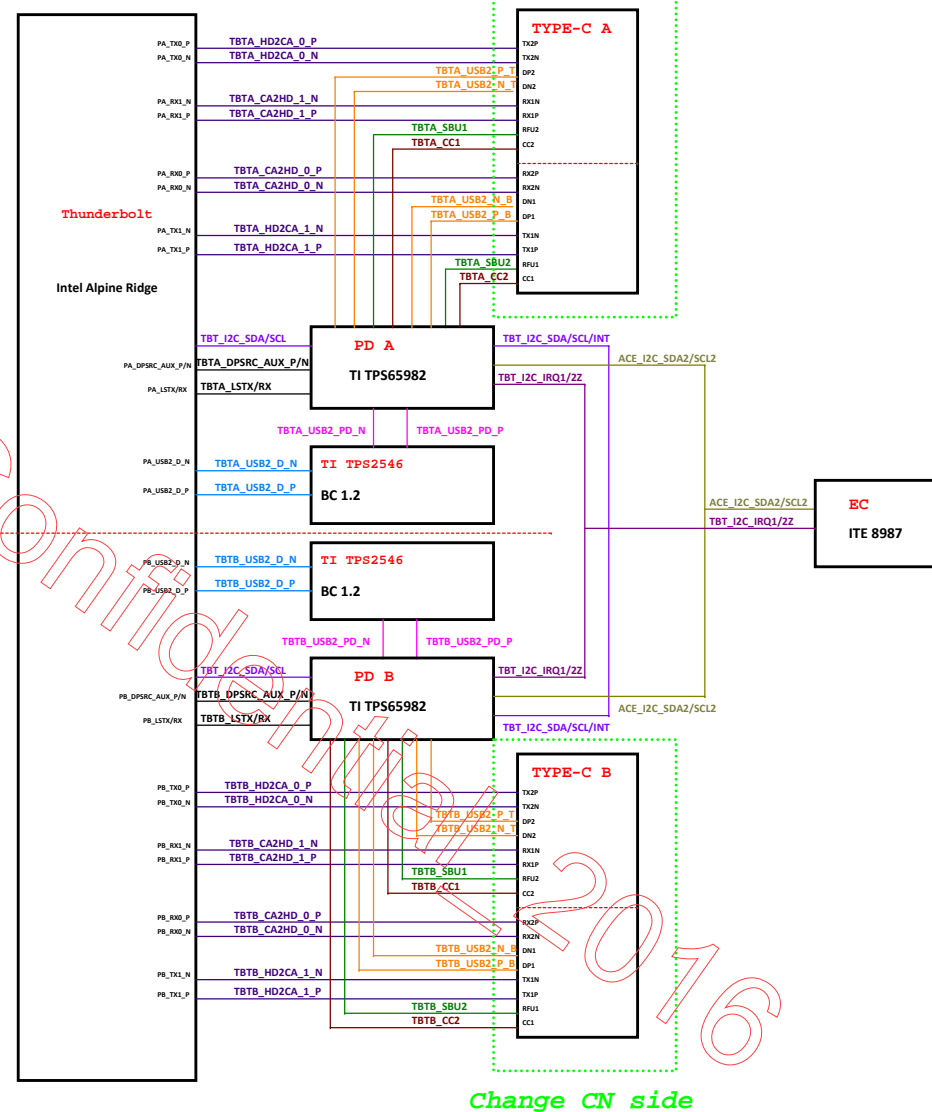 TYPE-C A
PA_TX0_P TBTA_HD2CA_0_P TX2P
PA_TX0_N TBTA_HD2CA_0_N TX2N
TBTA_USB2_P_T DP2
TBTA_USB2_N_T DN2
PA_RX1_N TBTA_CA2HD_1_N RX1N
PA_RX1_P TBTA_CA2HD_1_P RX1P
TBTA_SBU1 RFU2
TBTA_CC1 CC2
PA_RX0_P TBTA_CA2HD_0_P RX2P
PA_RX0_N TBTA_CA2HD_0_N RX2N
TBTA_USB2_N_B DN1
Thunderbolt TBTA_USB2_P_B DP1
PA_TX1_N TBTA_HD2CA_1_N TX1N
PA_TX1_P TBTA_HD2CA_1_P TX1P
TBTA_SBU2 RFU1
TBTA_CC2 CC1
Intel Alpine Ridge
TBT_I2C_SDA/SCL PD A TBT_I2C_SDA/SCL/INT
PA_DPSRC_AUX_P/N TBTA_DPSRC_AUX_P/N TI TPS65982 ACE_I2C_SDA2/SCL2
PA_LSTX/RX TBTA_LSTX/RX TBT_I2C_IRQ1/2Z
TBTA_USB2_PD_N TBTA_USB2_PD_P
PA_USB2_D_N TBTA_USB2_D_N TI TPS2546
PA_USB2_D_P TBTA_USB2_D_P BC 1.2
ACE_I2C_SDA2/SCL2 EC
TBT_I2C_IRQ1/2Z ITE 8987
PB_USB2_D_N TBTB_USB2_D_N TI TPS2546
PB_USB2_D_P TBTB_USB2_D_P BC 1.2
TBTB_USB2_PD_N TBTB_USB2_PD_P
TBT_I2C_SDA/SCL PD B TBT_I2C_IRQ1/2Z
PB_DPSRC_AUX_P/N TBTB_DPSRC_AUX_P/N TI TPS65982 ACE_I2C_SDA2/SCL2
PB_LSTX/RX TBTB_LSTX/RX TBT_I2C_SDA/SCL/INT
TYPE-C B
PB_TX0_P TBTB_HD2CA_0_P TX2P
PB_TX0_N TBTB_HD2CA_0_N TX2N
TBTB_USB2_P_T DP2
TBTB_USB2_N_T DN2
PB_RX1_N TBTB_CA2HD_1_N RX1N
PB_RX1_P TBTB_CA2HD_1_P RX1P
TBTB_SBU1 RFU2
TBTB_CC1 CC2
PB_RX0_P TBTB_CA2HD_0_P RX2P
PB_RX0_N TBTB_CA2HD_0_N RX2N
TBTB_USB2_N_B DN1
TBTB_USB2_P_B DP1
PB_TX1_N TBTB_HD2CA_1_N TX1N
PB_TX1_P TBTB_HD2CA_1_P TX1P
TBTB_SBU2 RFU1
TBTB_CC2 CC1
Change CN side
Confidential, 2016